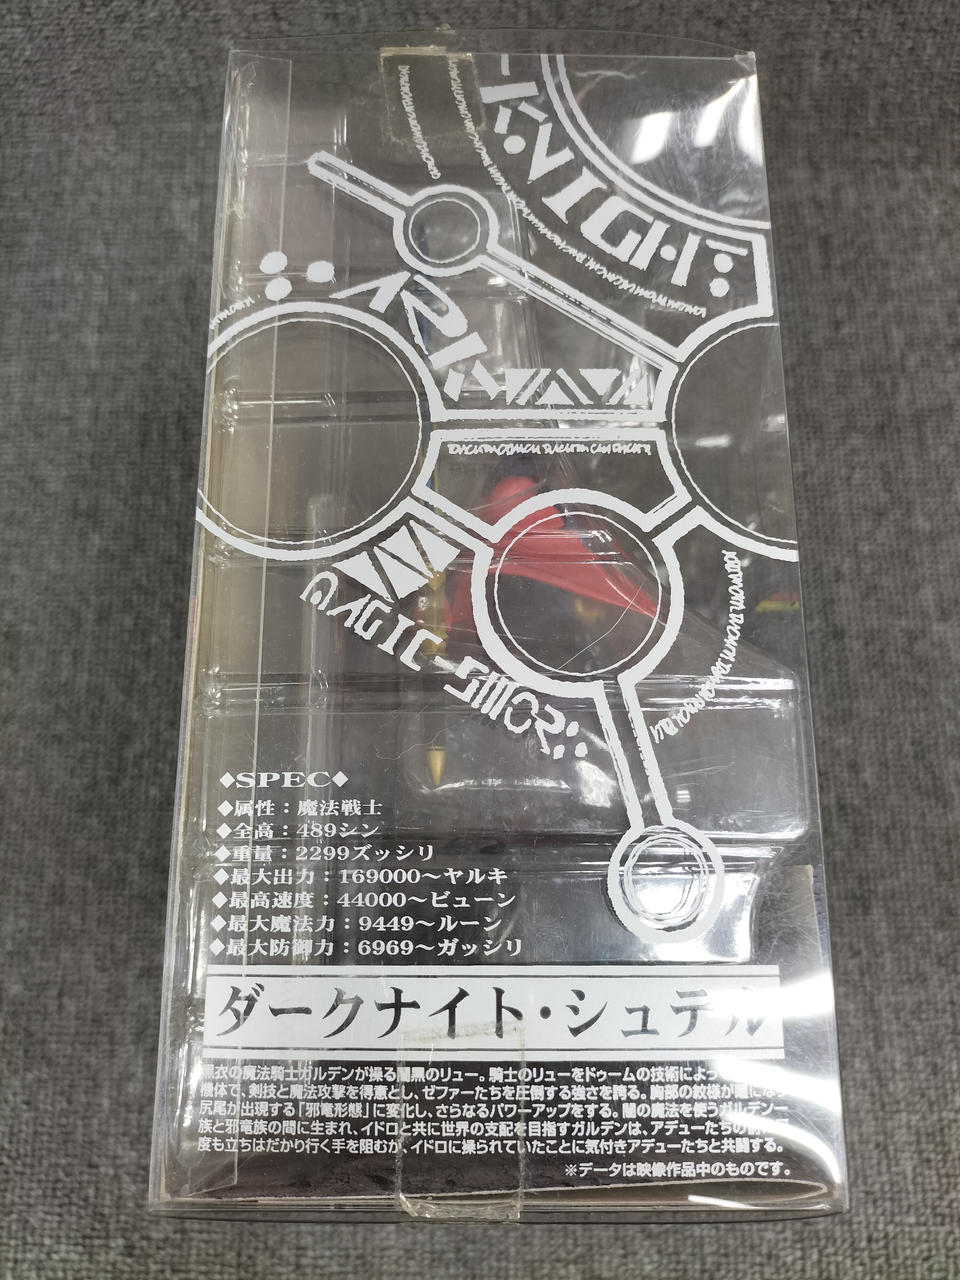 KNIGHT
MAGIC SWOR
◆SPEC◆
◆属性：魔法戦士
◆全高：489シン
◆重量：2299ズッシリ
◆最大出力：169000〜ヤルキ
◆最高速度：44000〜ビューン
◆最大魔法力：9449〜ルーン
◆最大防御力：6969〜ガッシリ
ダークナイト・シュテル
黒衣の魔法騎士ガルデンが操る闇黒のリュー。騎士のリューをドゥームの技術によっ
機体で、剣技と魔法攻撃を得意とし、ゼファーたちを圧倒する強さを誇る。胸部の紋様が
尻尾が出現する「邪竜形態」に変化し、さらなるパワーアップをする。闇の魔法を使うガルデン一
族と邪竜族の間に生まれ、イドロと共に世界の支配を目指すガルデンは、アデューたちの
度も立ちはだかり行く手を阻むが、イドロに操られていたことに気付きアデューたちと共闘する。
※データは映像作品中のものです。